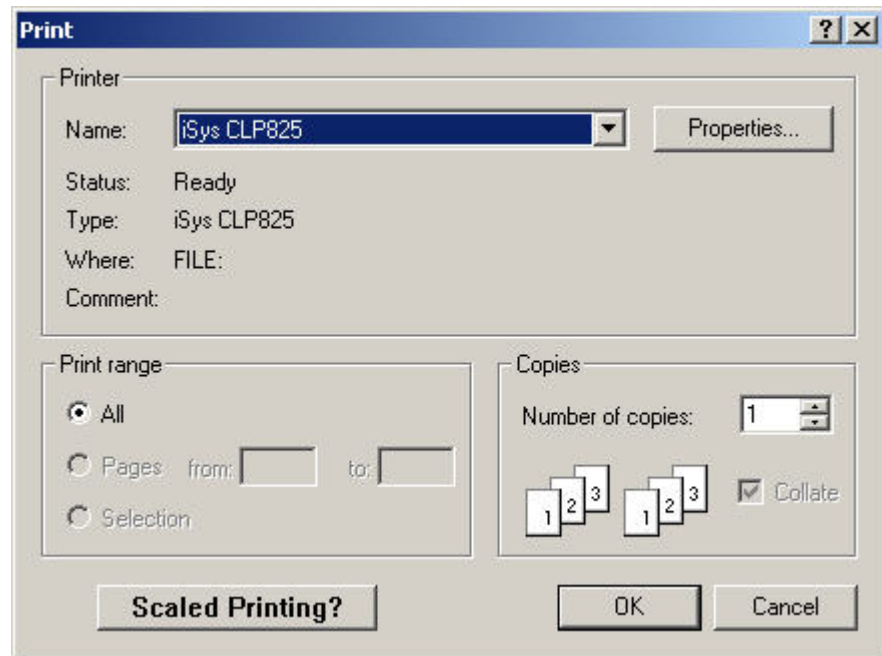 Print
Printer
Name: iSys CLP825 Properties...
Status: Ready
Type: iSys CLP825
Where: FILE:
Comment:
Print range
All
Pages from: to:
Selection
Copies
Number of copies: 1
1 2 3 1 2 3
Collate
Scaled Printing? OK Cancel